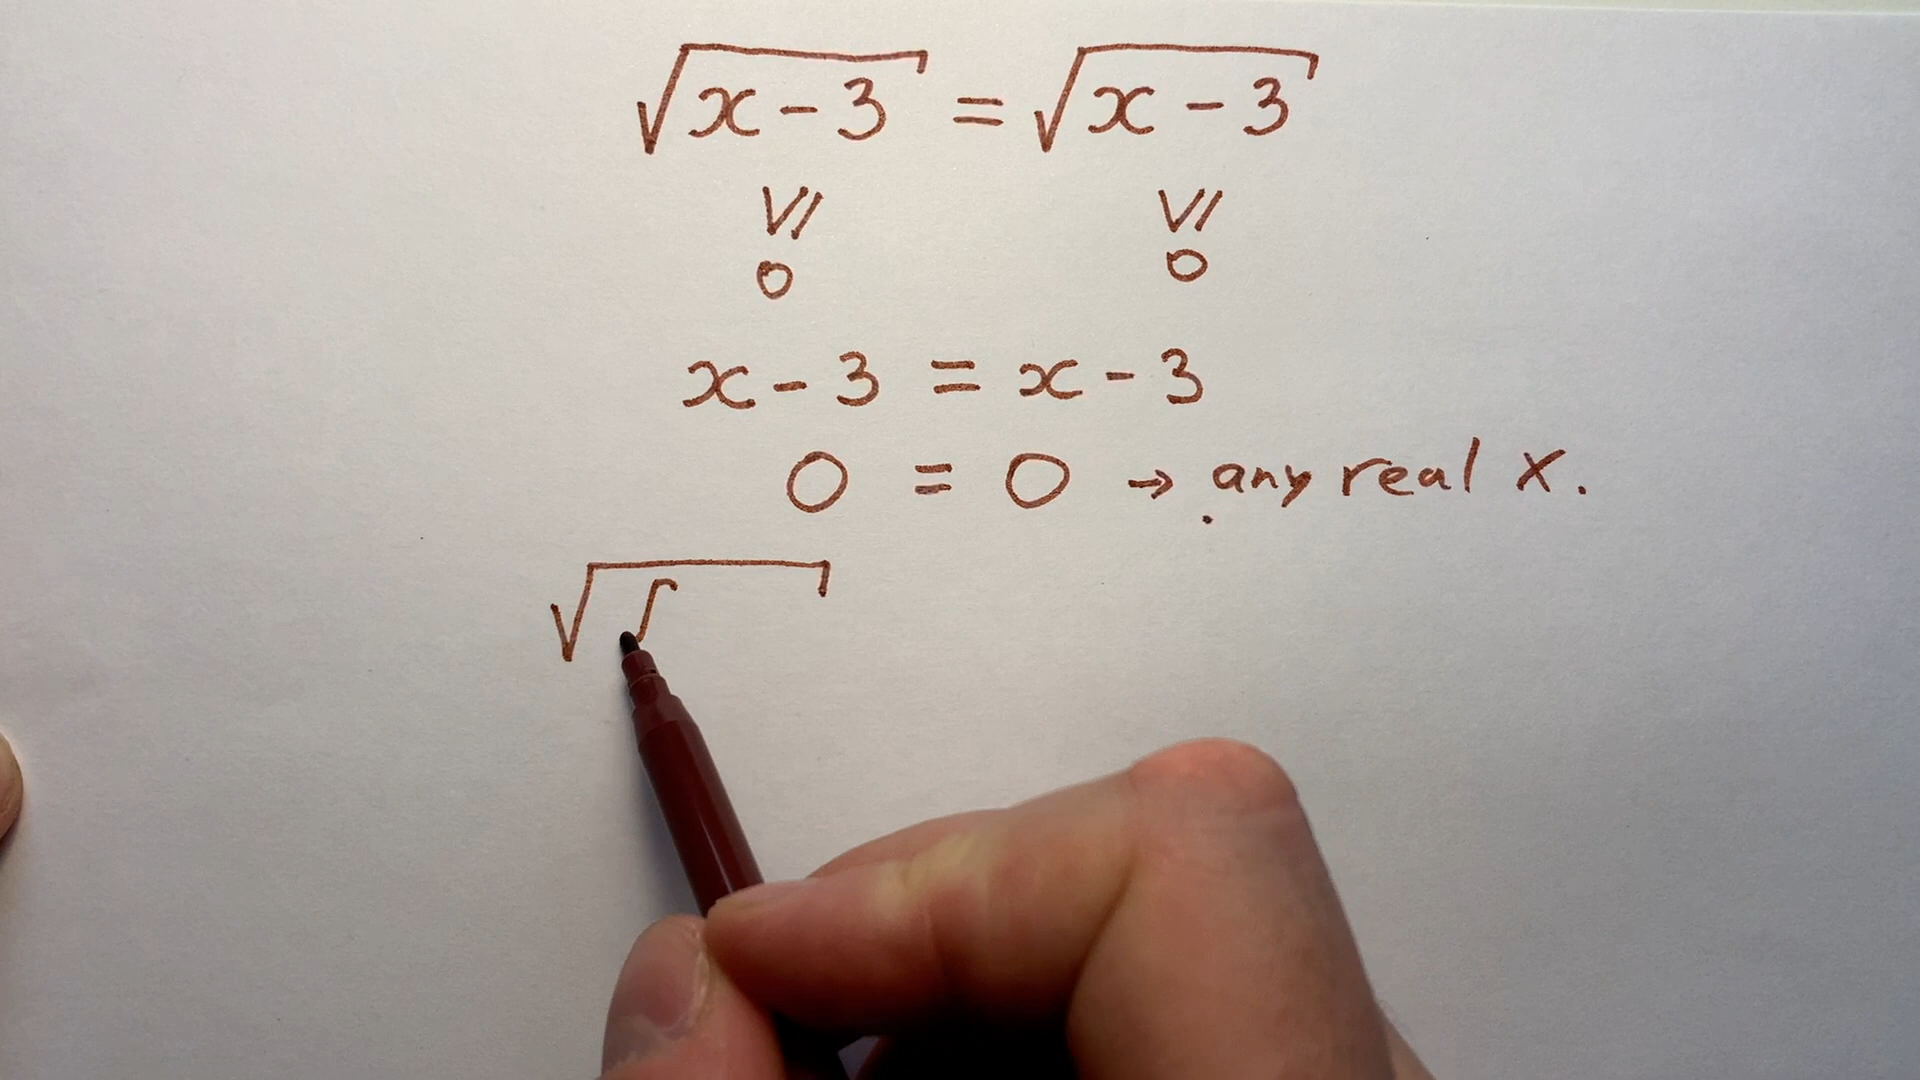 √x - 3 = √x - 3
V/ V/
0 0
x - 3 = x - 3
0 = 0 → any real x.
√∫